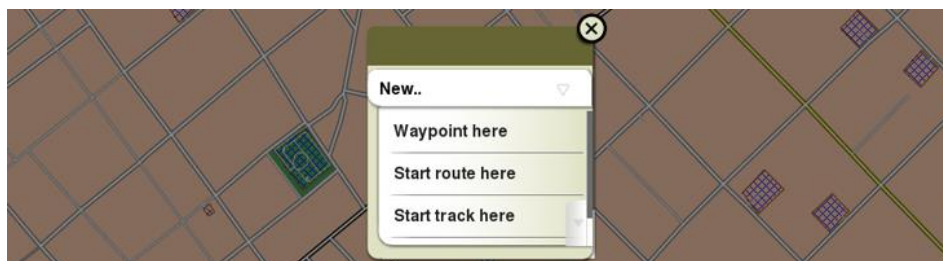 New..
Waypoint here
Start route here
Start track here